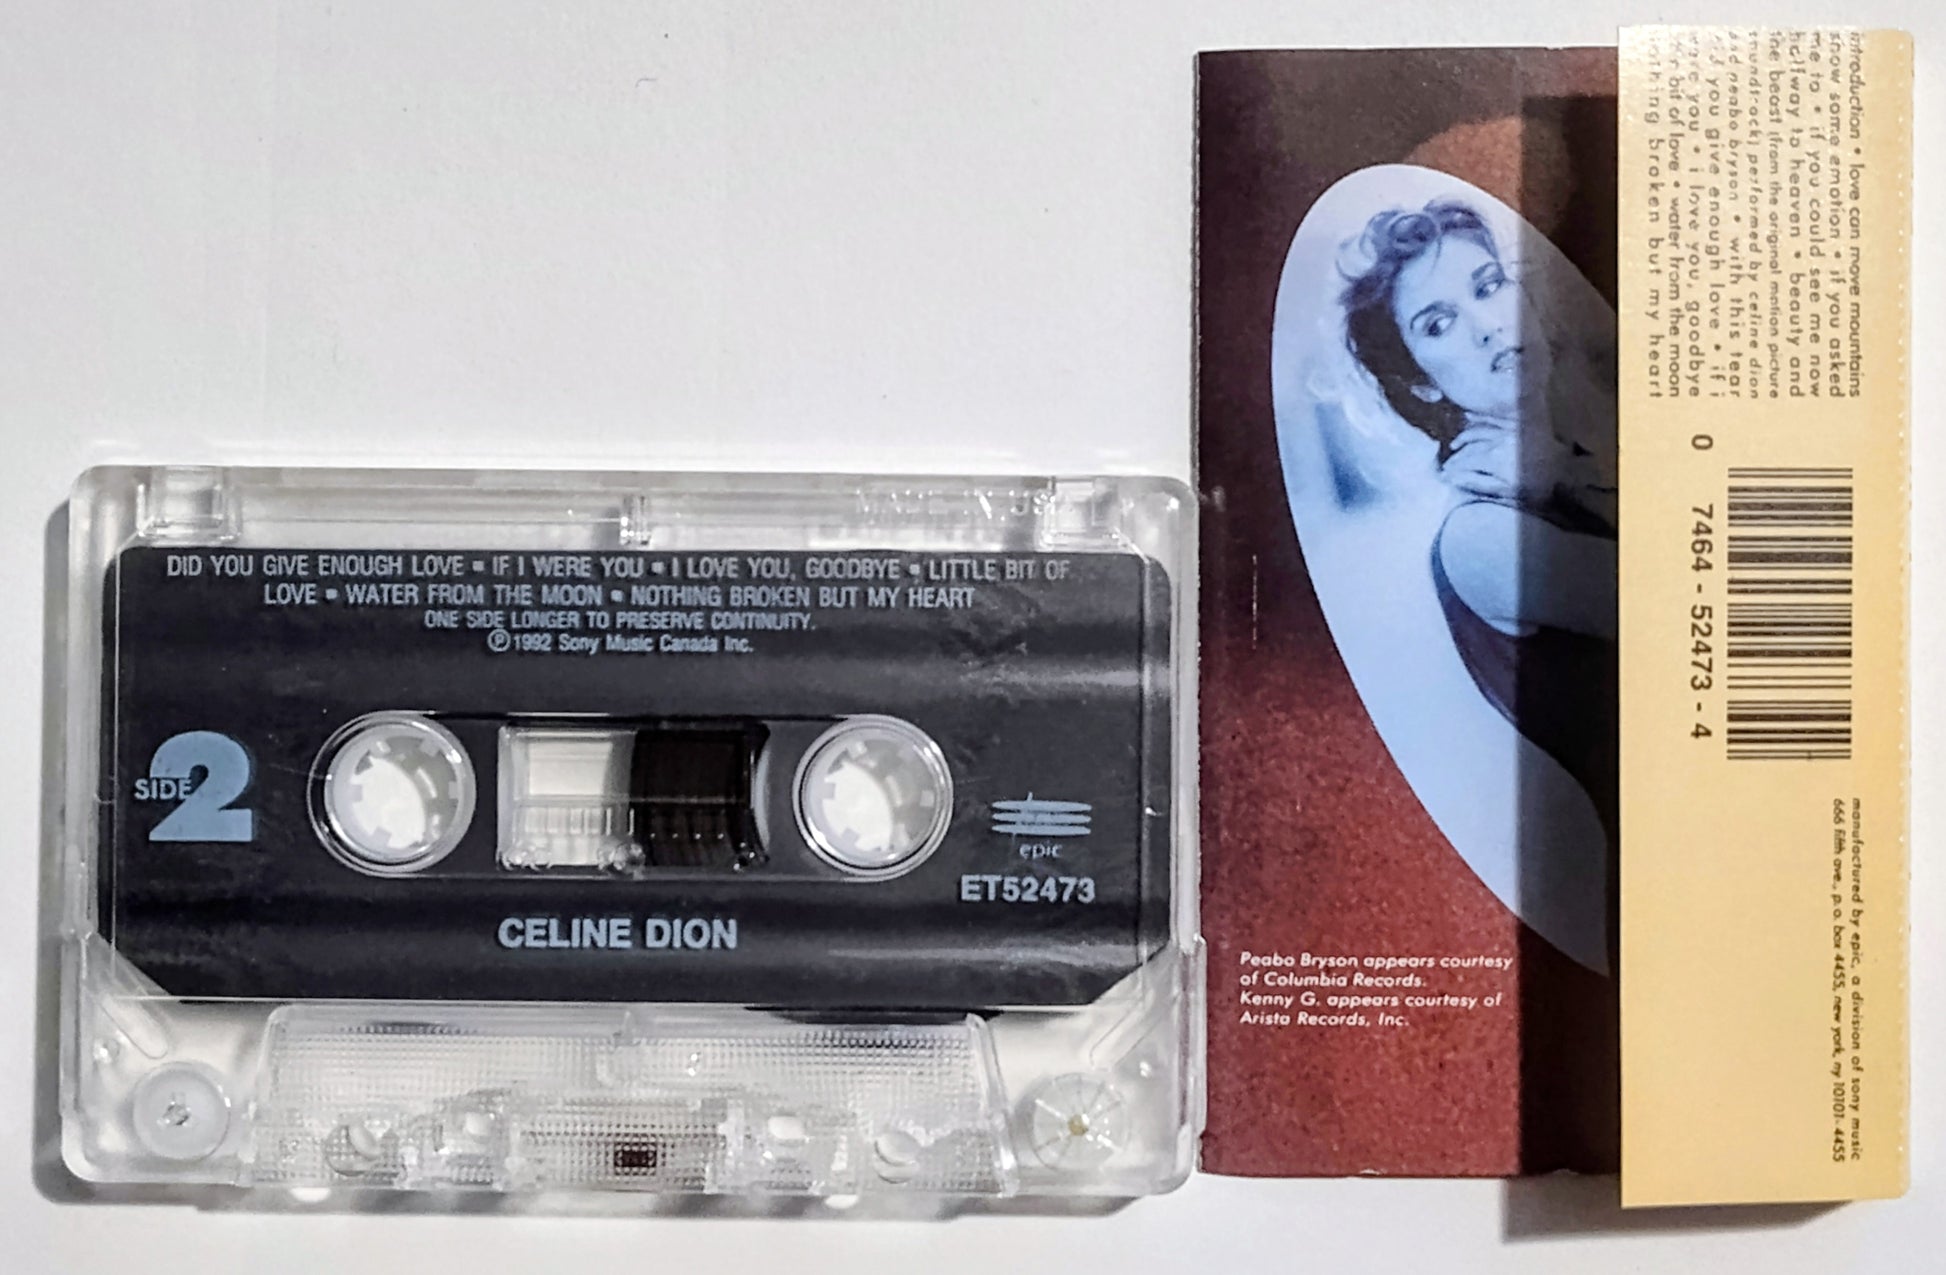 MADE IN USA
DID YOU GIVE ENOUGH LOVE ▪ IF I WERE YOU ▪ I LOVE YOU, GOODBYE ▪ LITTLE BIT OF
LOVE ▪ WATER FROM THE MOON ▪ NOTHING BROKEN BUT MY HEART
ONE SIDE LONGER TO PRESERVE CONTINUITY.
℗ 1992 Sony Music Canada Inc.
SIDE 2
epic
ET52473
CELINE DION
Peabo Bryson appears courtesy
of Columbia Records.
Kenny G. appears courtesy of
Arista Records, Inc.
introduction • love can move mountains
show some emotion • if you asked
me to • if you could see me now
halfway to heaven • beauty and
the beast (from the original motion picture
soundtrack) performed by celine dion
and peabo bryson • with this tear
did you give enough love • if i
were you • i love you, goodbye
little bit of love • water from the moon
nothing broken but my heart
0 7464-52473-4
manufactured by epic, a division of sony music
666 fifth ave., p.o. box 4455, new york, ny 10101-4455